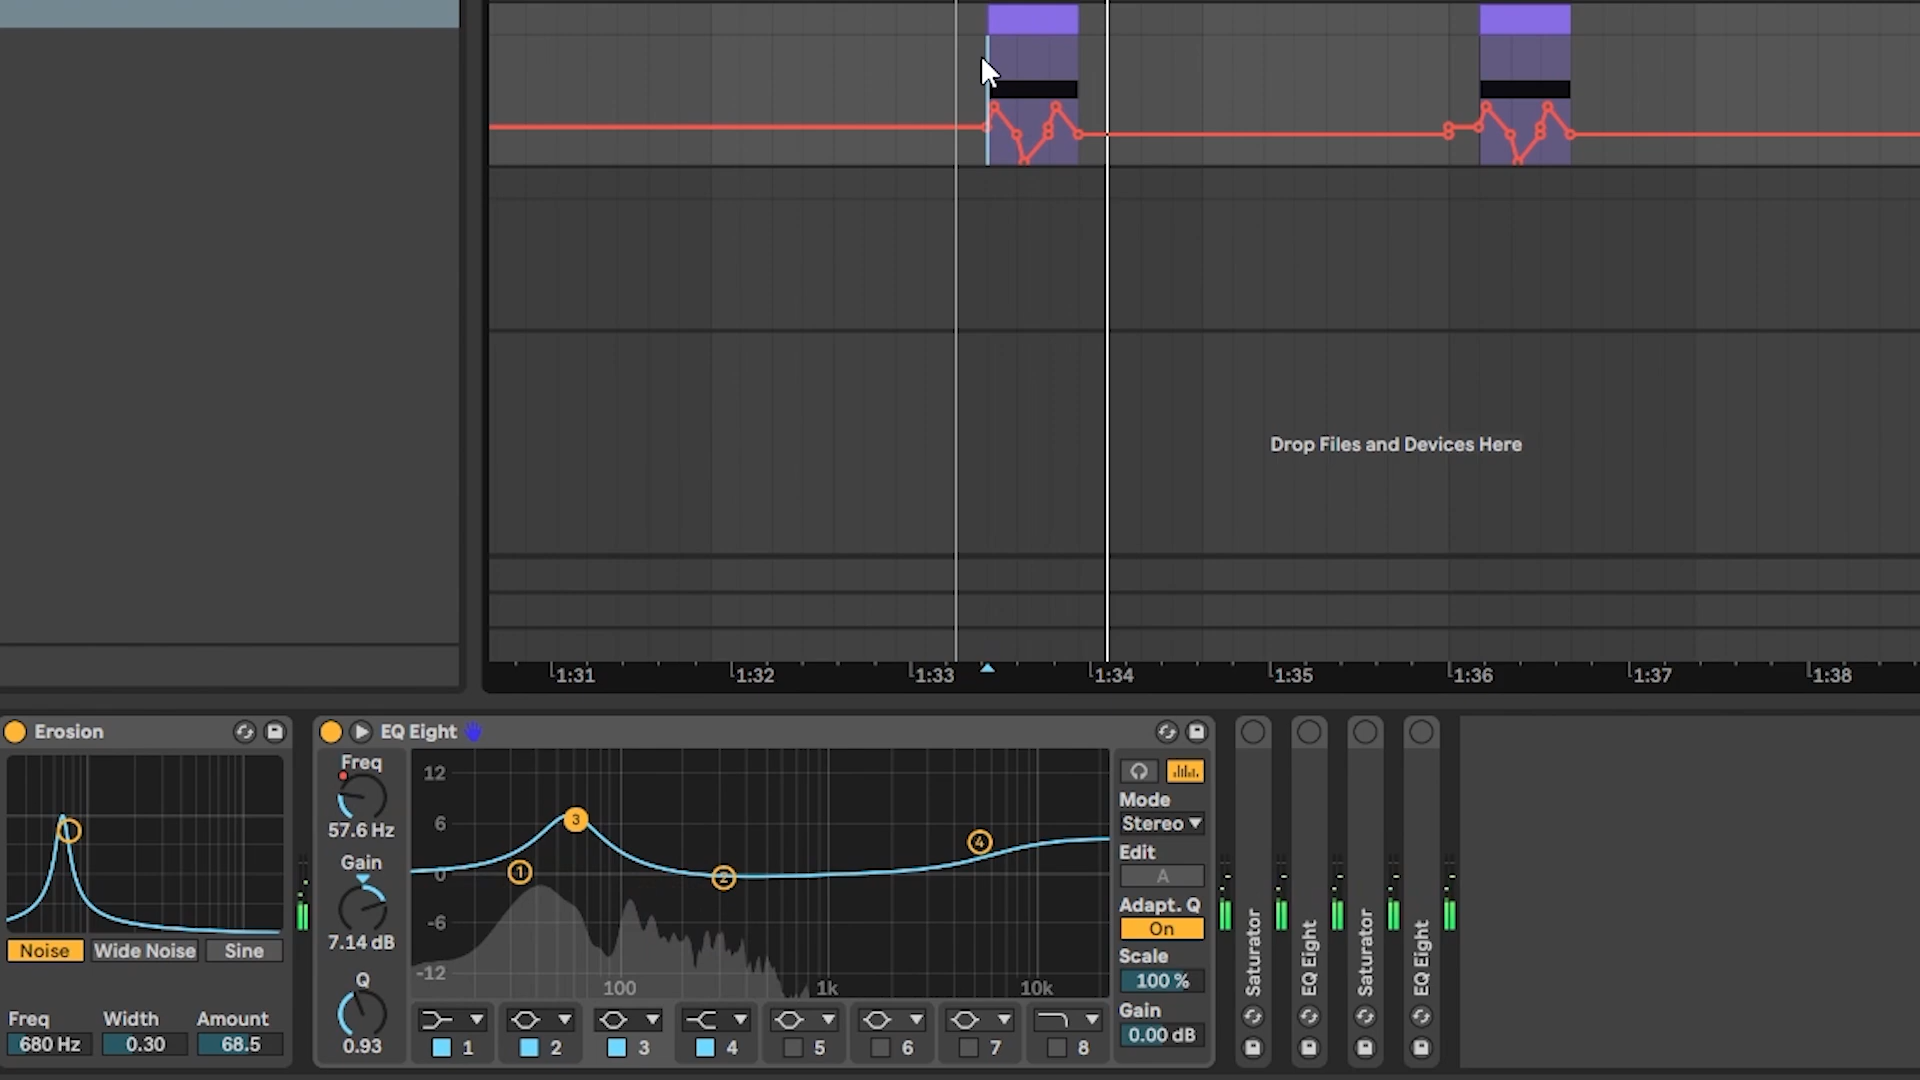 Drop Files and Devices Here
1:31 1:32 1:33 1:34 1:35 1:36 1:37 1:38
Erosion
Noise Wide Noise Sine
Freq Width Amount
680 Hz 0.30 68.5
EQ Eight
Freq
57.6 Hz
Gain
7.14 dB
Q
0.93
12
6
0
-6
-12
1 2 3 4
100 1k 10k
1 2 3 4 5 6 7 8
Mode
Stereo
Edit
A
Adapt. Q
On
Scale
100 %
Gain
0.00 dB
Saturator
EQ Eight
Saturator
EQ Eight